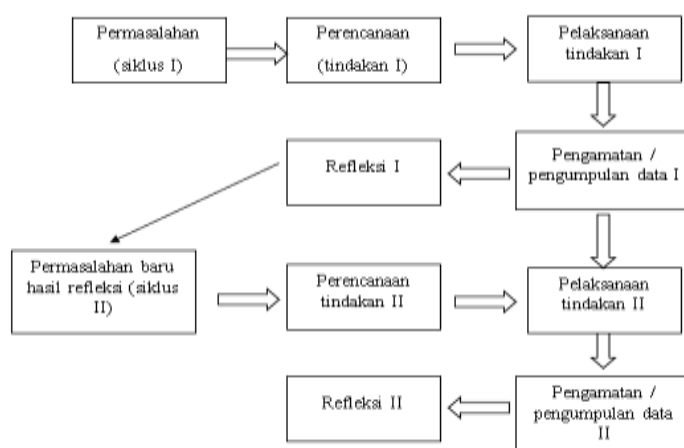 Permasalahan
(siklus I)
Perencanaan
(tindakan I)
Pelaksanaan
tindakan I
Refleksi I
Pengamatan /
pengumpulan data I
Permasalahan baru
hasil refleksi (siklus
II)
Perencanaan
tindakan II
Pelaksanaan
tindakan II
Refleksi II
Pengamatan /
pengumpulan data
II